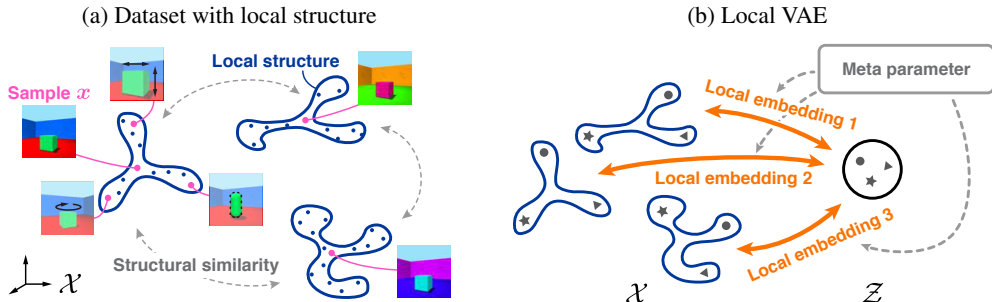 (a) Dataset with local structure
Local structure
Sample x
Structural similarity
𝒳
(b) Local VAE
Meta parameter
Local embedding 1
Local embedding 2
Local embedding 3
𝒳
𝒵